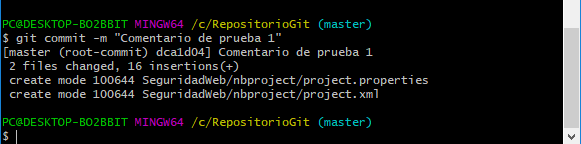 PC@DESKTOP-BO2BBIT MINGW64 /c/RepositorioGit (master)
$ git commit -m "Comentario de prueba 1"
[master (root-commit) dca1d04] Comentario de prueba 1
 2 files changed, 16 insertions(+)
 create mode 100644 SeguridadWeb/nbproject/project.properties
 create mode 100644 SeguridadWeb/nbproject/project.xml
PC@DESKTOP-BO2BBIT MINGW64 /c/RepositorioGit (master)
$